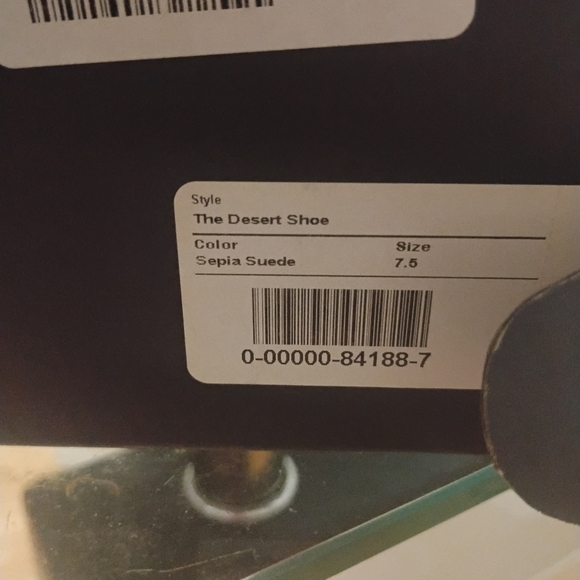 Style
The Desert Shoe
Color Size
Sepia Suede 7.5
0-00000-84188-7